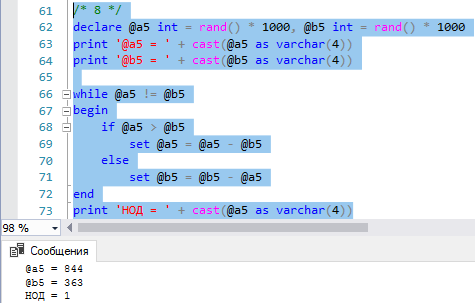 61 /* 8 */
62 declare @a5 int = rand() * 1000, @b5 int = rand() * 1000
63 print '@a5 = ' + cast(@a5 as varchar(4))
64 print '@b5 = ' + cast(@b5 as varchar(4))
65
66 while @a5 != @b5
67 begin
68 if @a5 > @b5
69 set @a5 = @a5 - @b5
70 else
71 set @b5 = @b5 - @a5
72 end
73 print 'НОД = ' + cast(@a5 as varchar(4))
98 %
Сообщения
@a5 = 844
@b5 = 363
НОД = 1